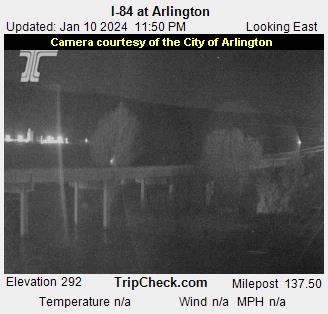 I-84 at Arlington
Updated: Jan 10 2024 11:50 PM Looking East
Camera courtesy of the City of Arlington
Elevation 292 TripCheck.com Milepost 137.50
Temperature n/a Wind n/a MPH n/a